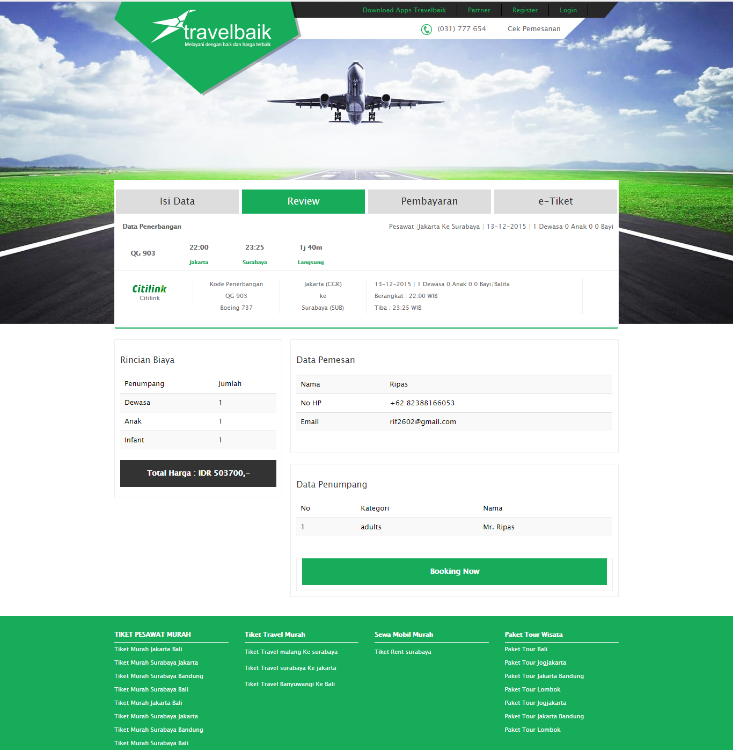 Download Apps Travelbaik Partner Register Login
travelbaik
Melayani dengan baik dan harga terbaik
(031) 777 654 Cek Pemesanan
Isi Data Review Pembayaran e-Tiket
Data Penerbangan Pesawat |Jakarta Ke Surabaya | 13-12-2015 | 1 Dewasa 0 Anak 0 0 Bayi
QG 903 22:00 23:25 1j 40m
Jakarta Surabaya Langsung
Citilink
Citilink
Kode Penerbangan
QG-903
Boeing 737
Jakarta (CGK)
ke
Surabaya (SUB)
13-12-2015 | 1 Dewasa 0 Anak 0 0 Bayi/Balita
Berangkat : 22:00 WIB
Tiba : 23:25 WIB
Rincian Biaya
Penumpang Jumlah
Dewasa 1
Anak 1
Infant 1
Total Harga : IDR 503700,-
Data Pemesan
Nama Ripas
No HP +62 82388166053
Email rif2602@gmail.com
Data Penumpang
No Kategori Nama
1 adults Mr. Ripas
Booking Now
TIKET PESAWAT MURAH
Tiket Murah Jakarta Bali
Tiket Murah Surabaya Jakarta
Tiket Murah Surabaya Bandung
Tiket Murah Surabaya Bali
Tiket Murah Jakarta Bali
Tiket Murah Surabaya Jakarta
Tiket Murah Surabaya Bandung
Tiket Murah Surabaya Bali
Tiket Travel Murah
Tiket Travel malang Ke surabaya
Tiket Travel surabaya Ke jakarta
Tiket Travel Banyuwangi Ke Bali
Sewa Mobil Murah
Tiket Rent surabaya
Paket Tour Wisata
Paket Tour Bali
Paket Tour Jogjakarta
Paket Tour Jakarta Bandung
Paket Tour Lombok
Paket Tour Jogjakarta
Paket Tour Jakarta Bandung
Paket Tour Lombok